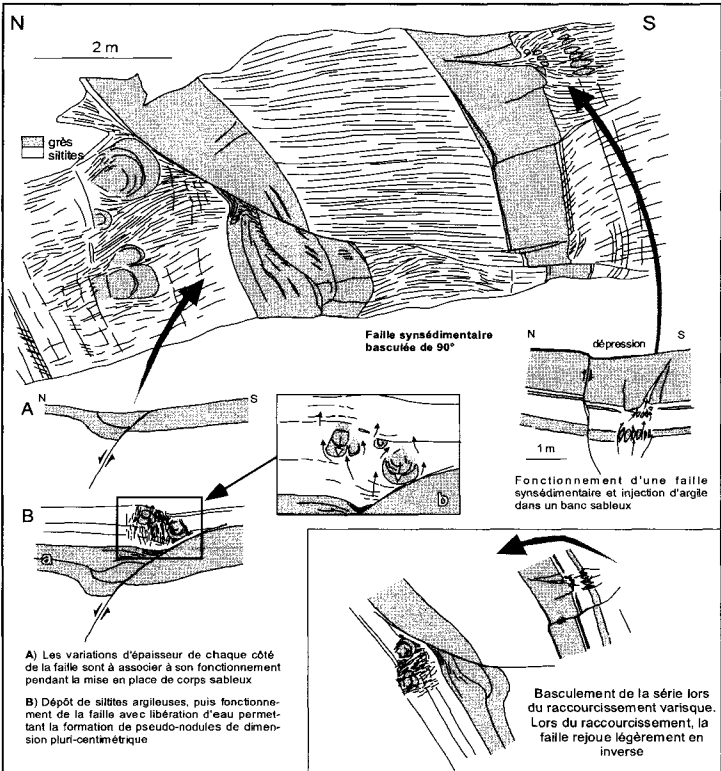 N
S
2 m
grès
siltites
Faille synsédimentaire
basculée de 90°
N
dépression
S
1 m
Fonctionnement d'une faille
synsédimentaire et injection d'argile
dans un banc sableux
A
N
S
b
B
a
A) Les variations d'épaisseur de chaque côté
de la faille sont à associer à son fonctionnement
pendant la mise en place de corps sableux
B) Dépôt de siltites argileuses, puis fonctionne-
ment de la faille avec libération d'eau permet-
tant la formation de pseudo-nodules de dimen-
sion pluri-centimétrique
Basculement de la série lors
du raccourcissement varisque.
Lors du raccourcissement, la
faille rejoue légèrement en
inverse